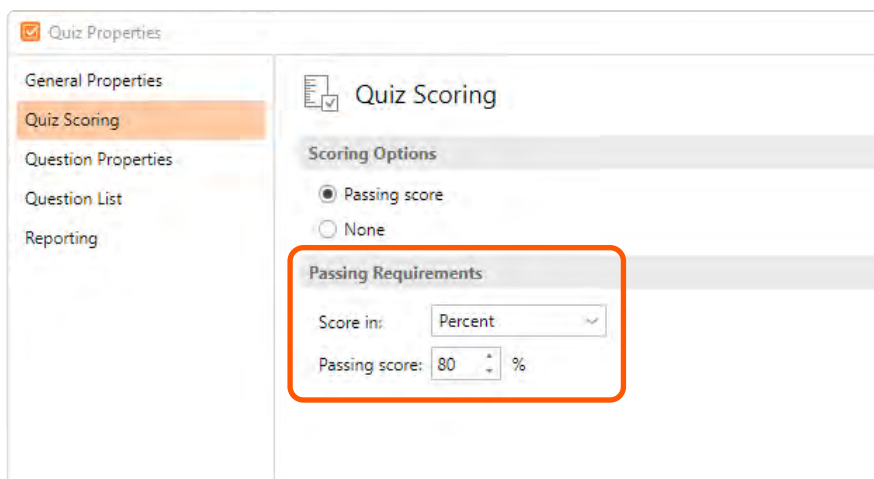 Quiz Properties
General Properties
Quiz Scoring
Question Properties
Question List
Reporting
Quiz Scoring
Scoring Options
Passing score
None
Passing Requirements
Score in: Percent
Passing score: 80 %